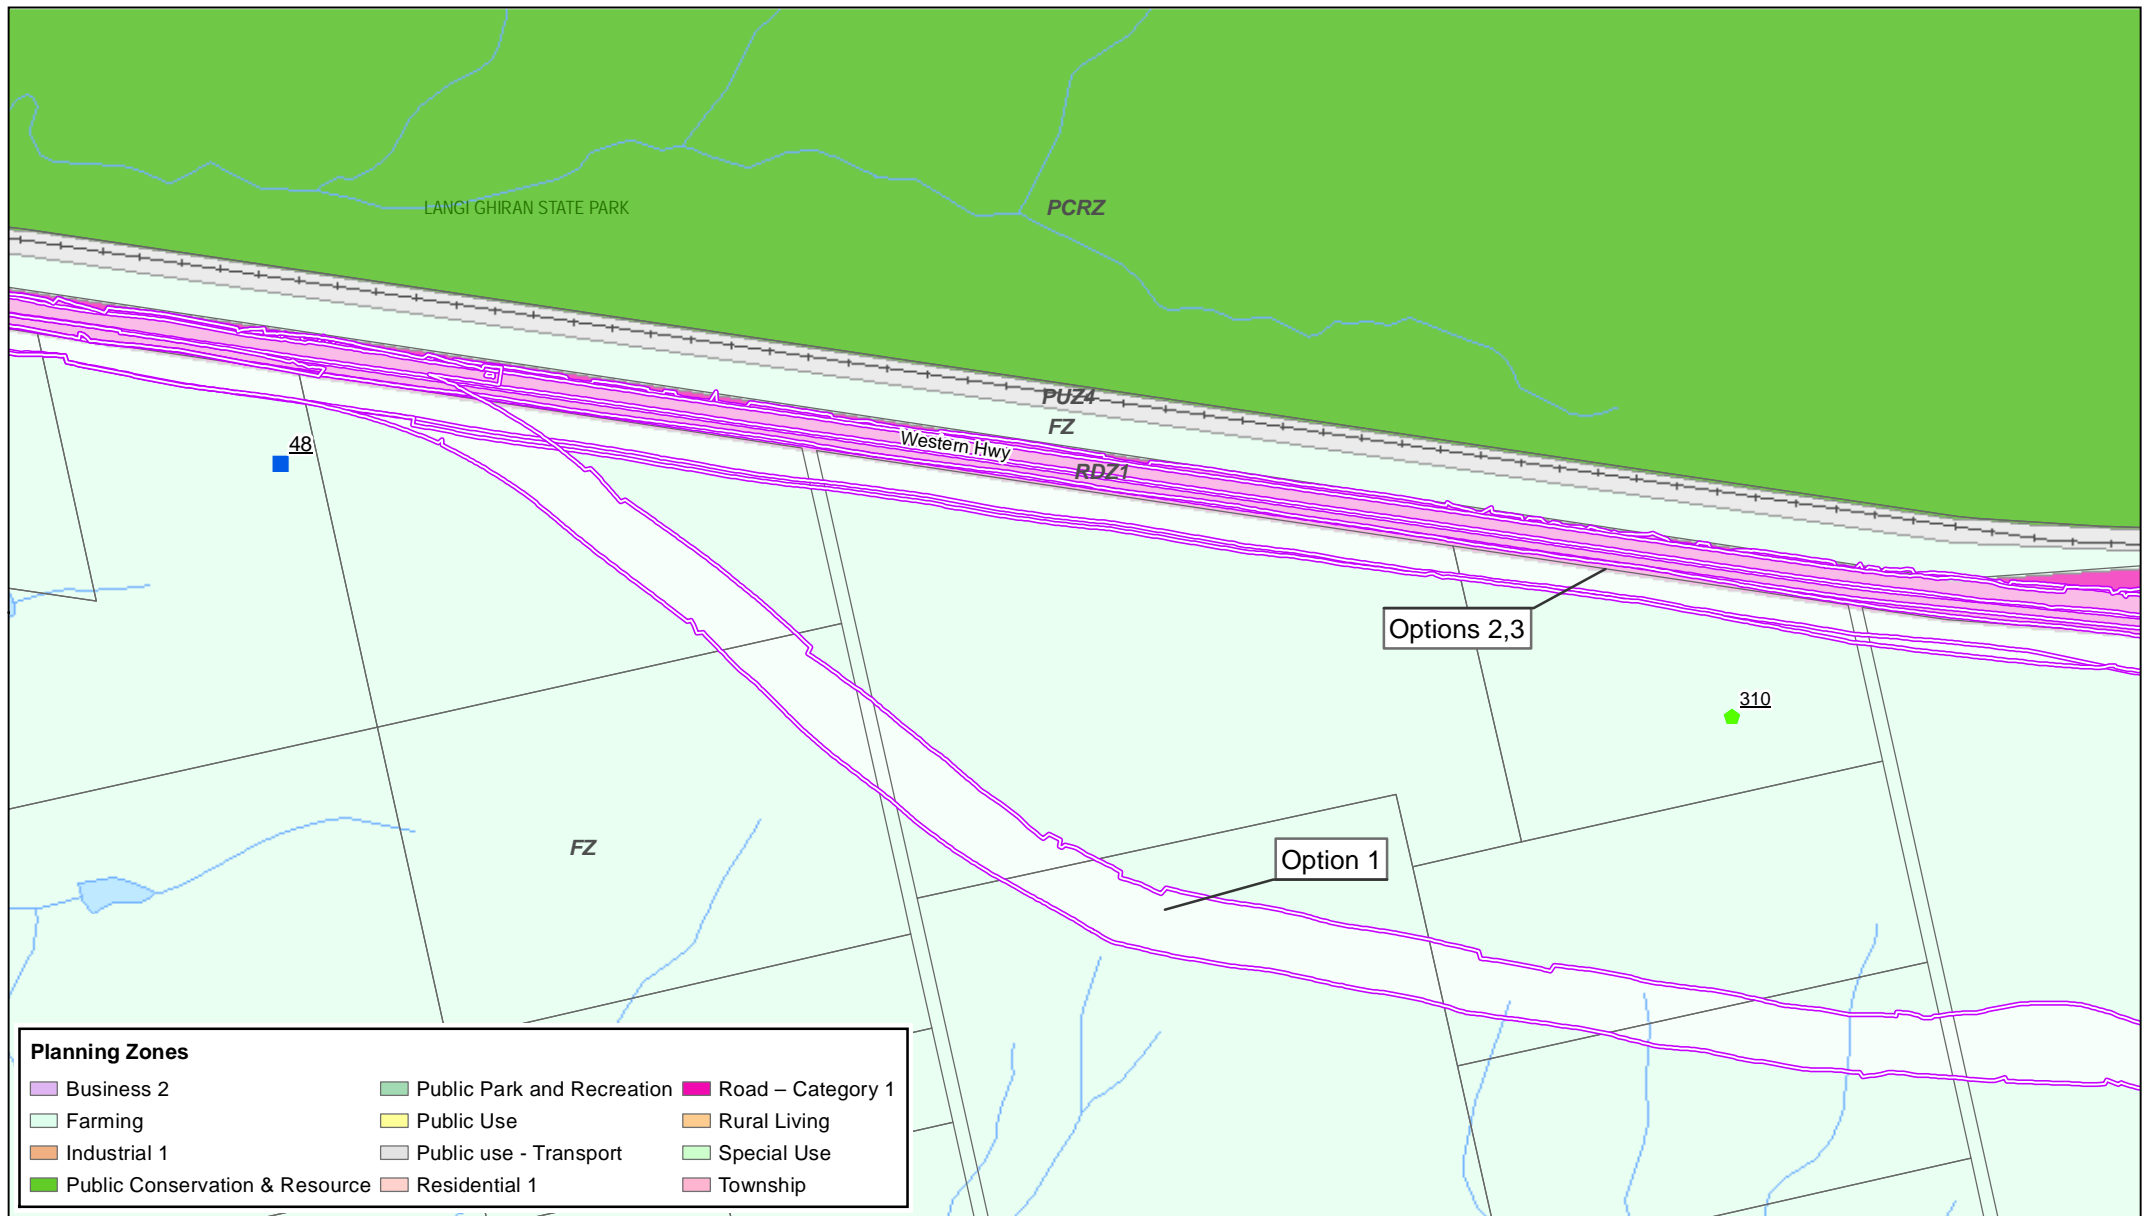 LANGI GHIRAN STATE PARK
PCRZ
PUZ4
FZ
Western Hwy
RDZ1
48
Options 2,3
310
FZ
Option 1
Planning Zones
Business 2
Farming
Industrial 1
Public Conservation & Resource
Public Park and Recreation
Public Use
Public use - Transport
Residential 1
Road – Category 1
Rural Living
Special Use
Township